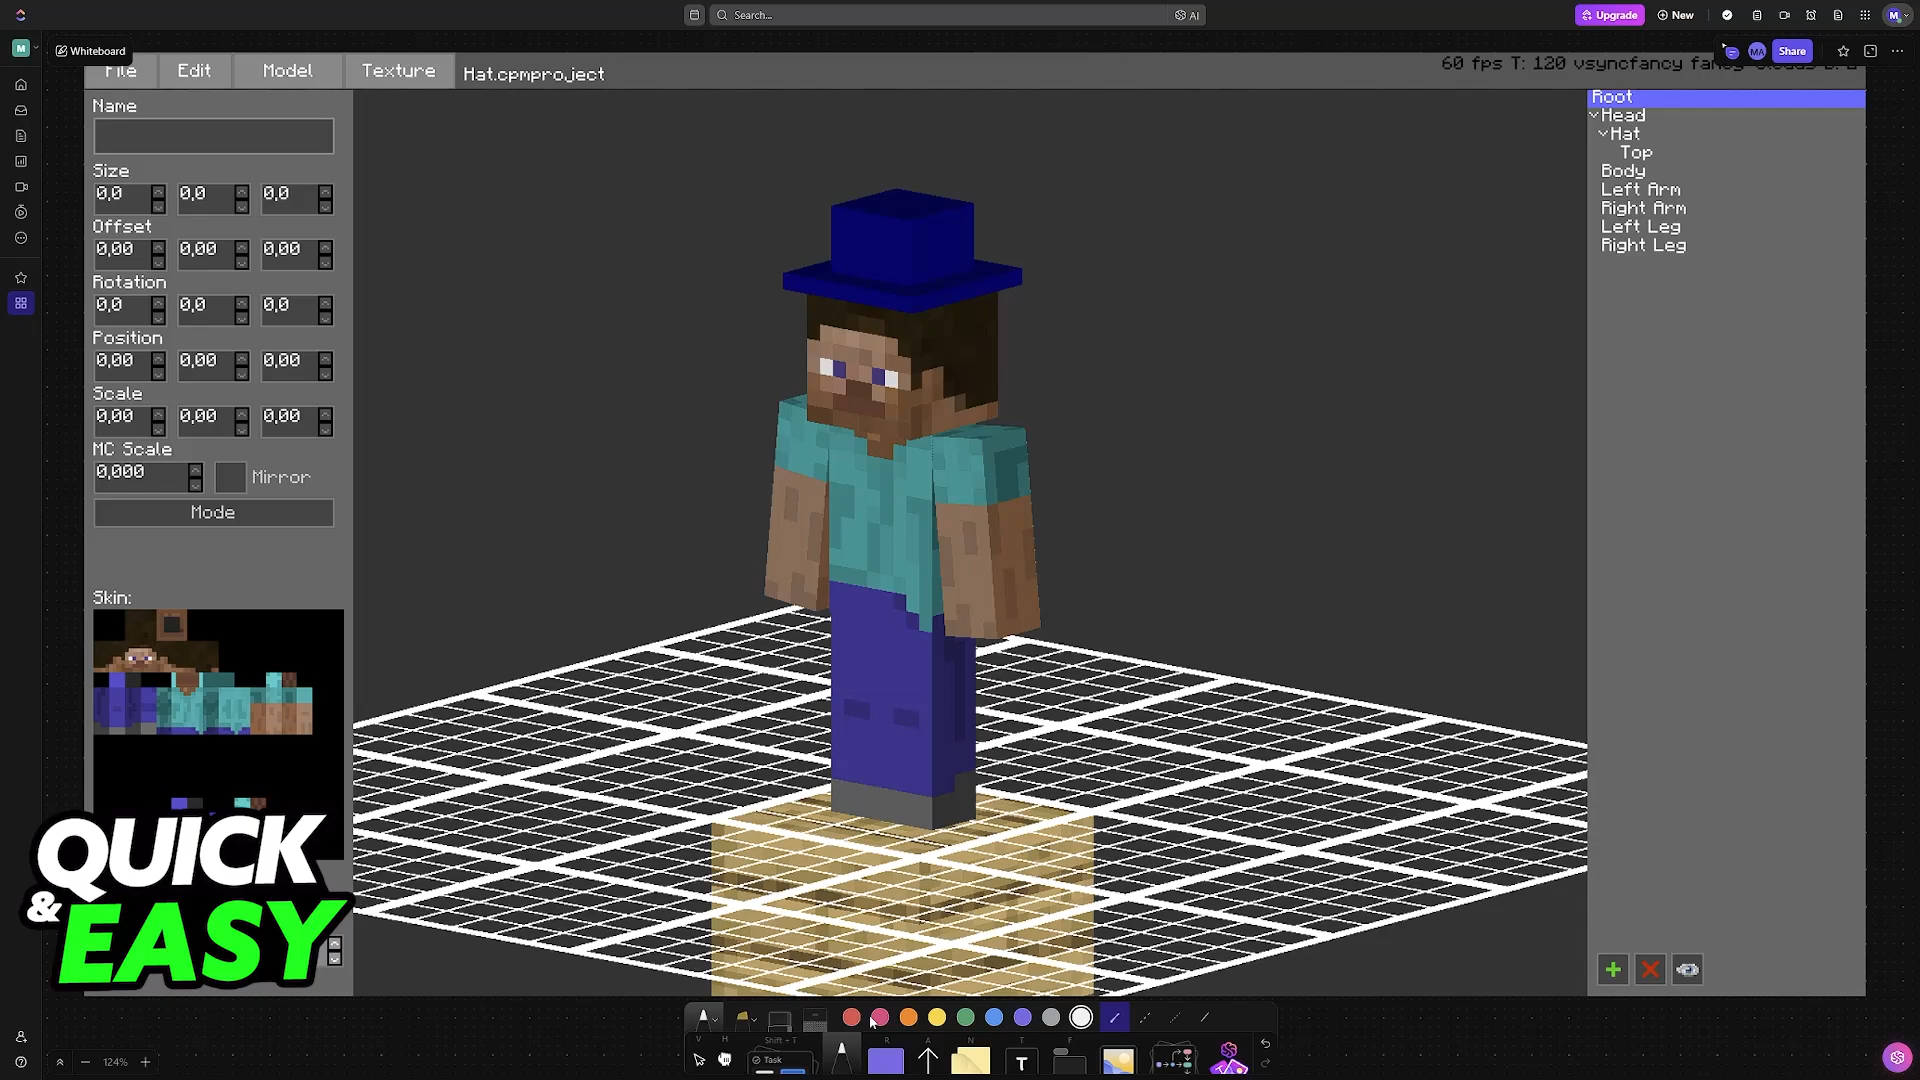 Search...
AI
Upgrade
New
M
M
Whiteboard
MA
Share
File
Edit
Model
Texture
Hat.cpmproject
60 fps T: 120 vsyncfancy
Name
Size
0,0
0,0
0,0
Offset
0,00
0,00
0,00
Rotation
0,0
0,0
0,0
Position
0,00
0,00
0,00
Scale
0,00
0,00
0,00
MC Scale
0,000
Mirror
Mode
Skin:
Root
Head
Hat
Top
Body
Left Arm
Right Arm
Left Leg
Right Leg
QUICK
&
EASY
V
H
Shift + T
R
A
N
T
F
Task
T
124%